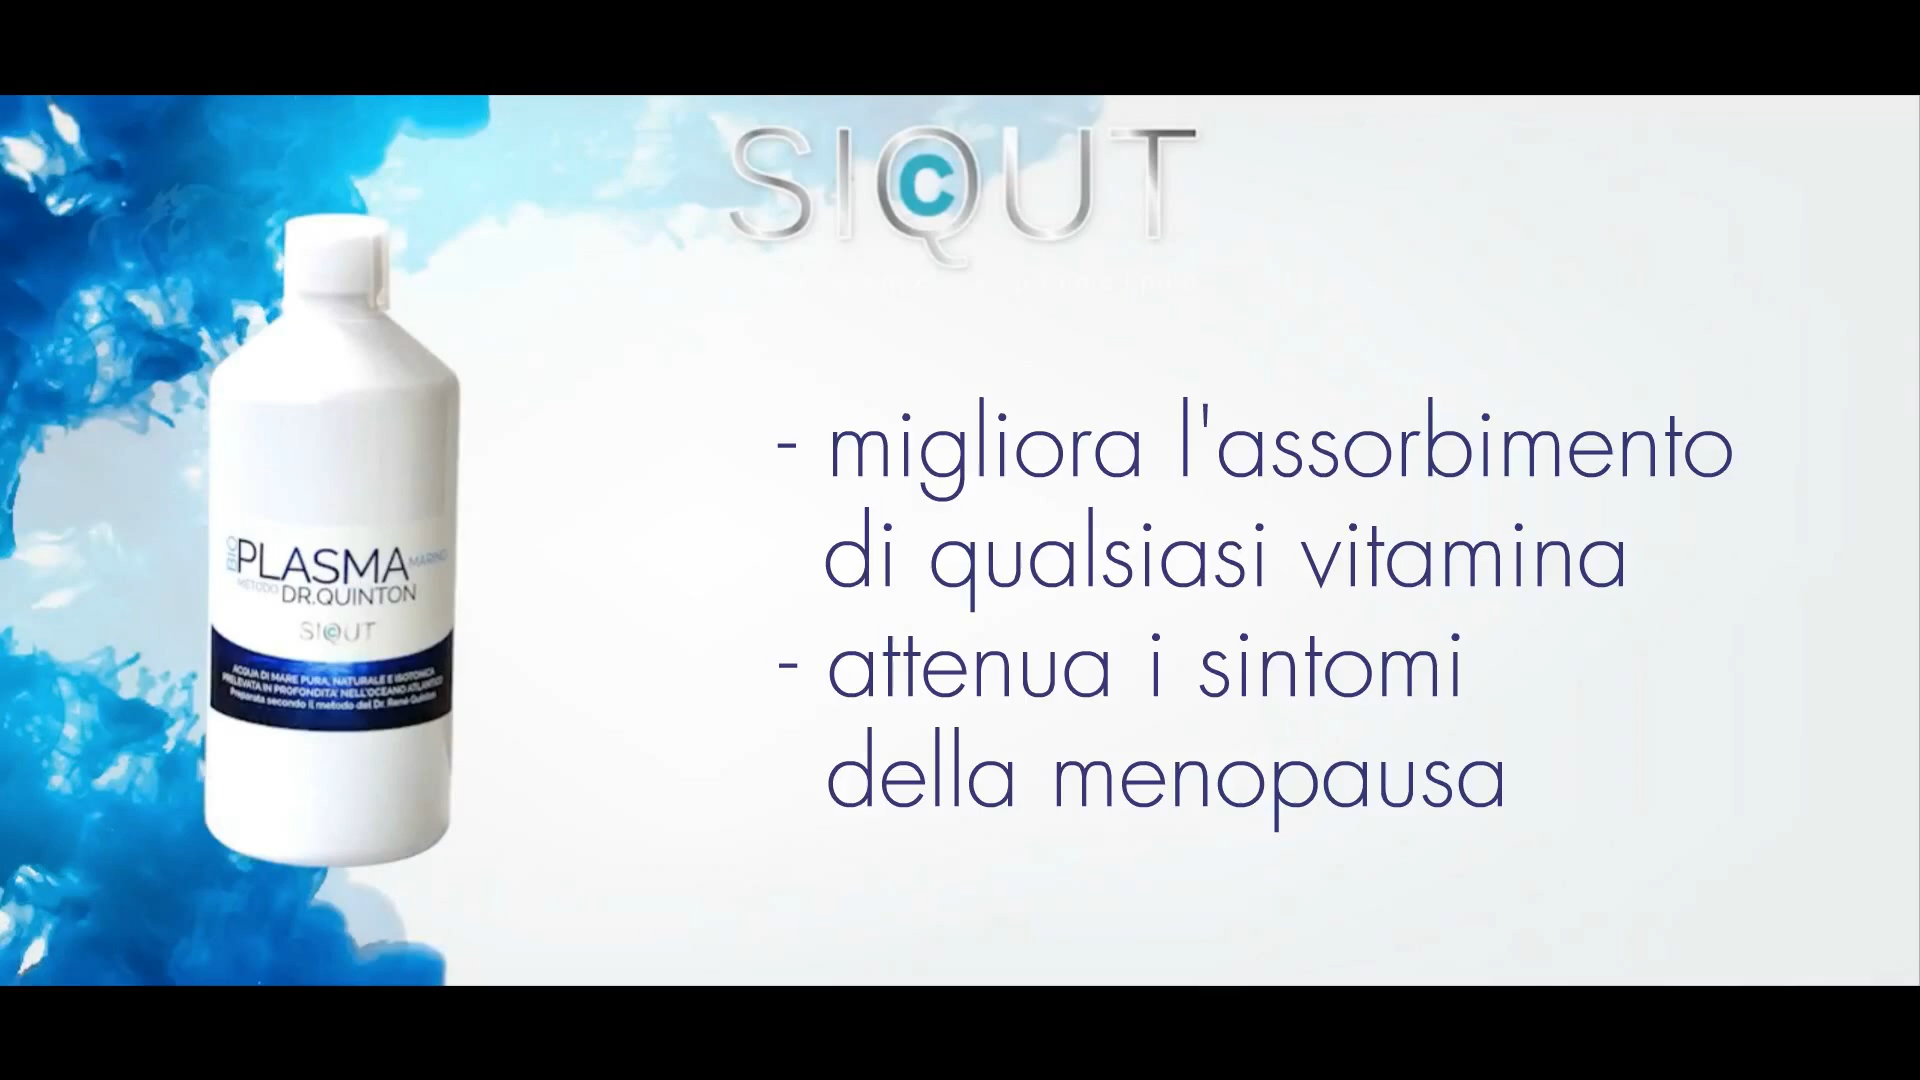 SIQUT
- migliora l'assorbimento
di qualsiasi vitamina
- attenua i sintomi
della menopausa
BIO PLASMA MARINO
METODO DR.QUINTON
SIQUT
ACQUA DI MARE PURA, NATURALE E ISOTONICA
PRELEVATA IN PROFONDITA' NELL'OCEANO ATLANTICO
Preparata secondo il metodo del Dr. René Quinton